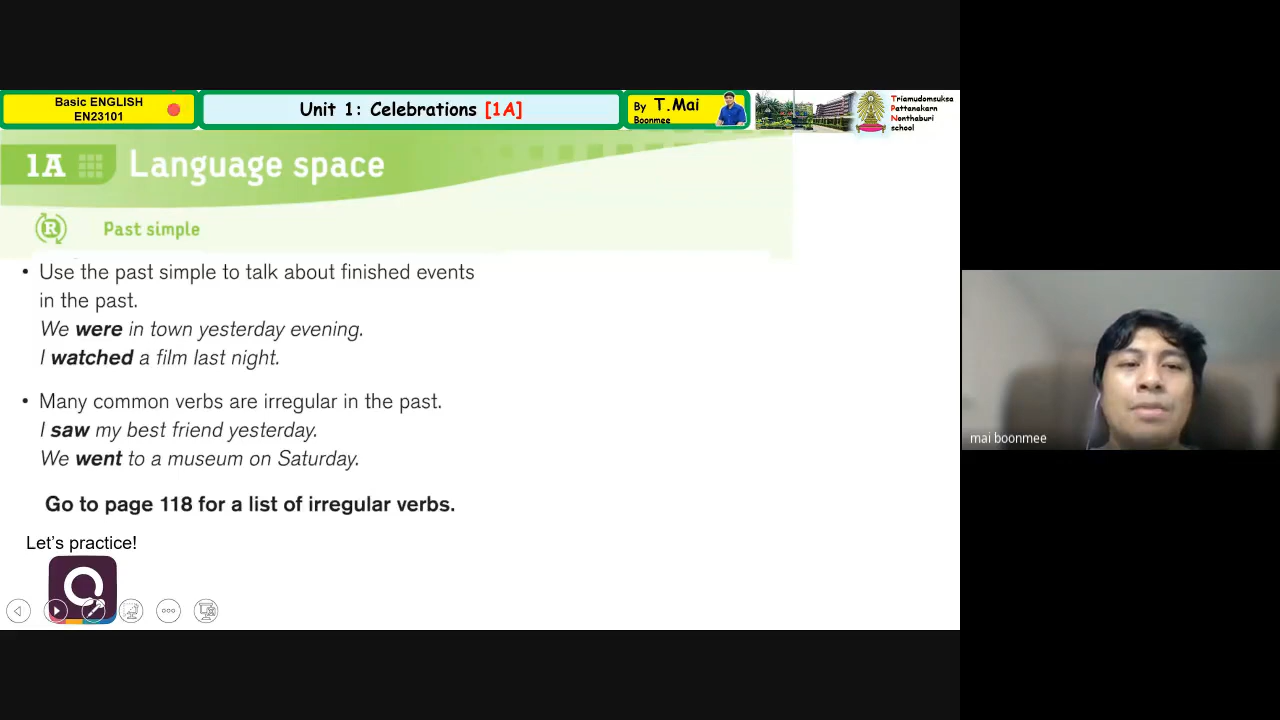 Basic ENGLISH
EN23101
Unit 1: Celebrations [1A]
By T.Mai
Boonmee
Triamudomsuksa
Pattanakarn
Nonthaburi
school
1A Language space
R Past simple
• Use the past simple to talk about finished events
in the past.
We were in town yesterday evening.
I watched a film last night.
• Many common verbs are irregular in the past.
I saw my best friend yesterday.
We went to a museum on Saturday.
Go to page 118 for a list of irregular verbs.
Let's practice!
mai boonmee